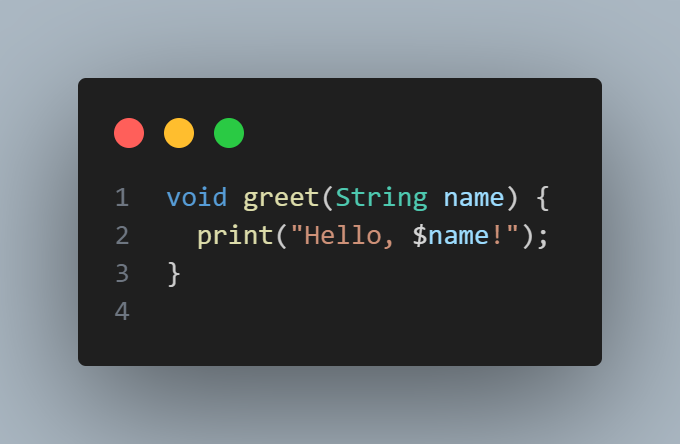 1 void greet(String name) {
2   print("Hello, $name!");
3 }
4